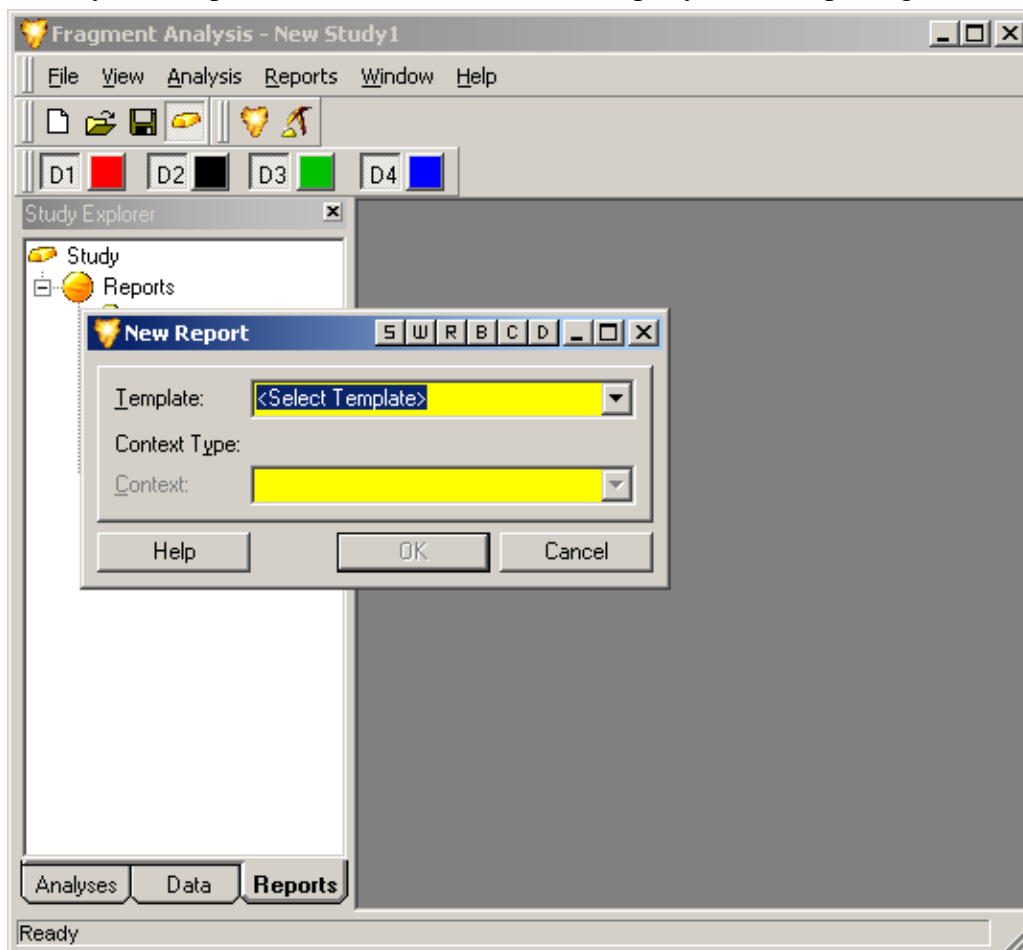 Fragment Analysis - New Study1
File View Analysis Reports Window Help
D1 D2 D3 D4
Study Explorer
Study
Reports
New Report S W R B C D
Template: <Select Template>
Context Type:
Context:
Help OK Cancel
Analyses Data Reports
Ready